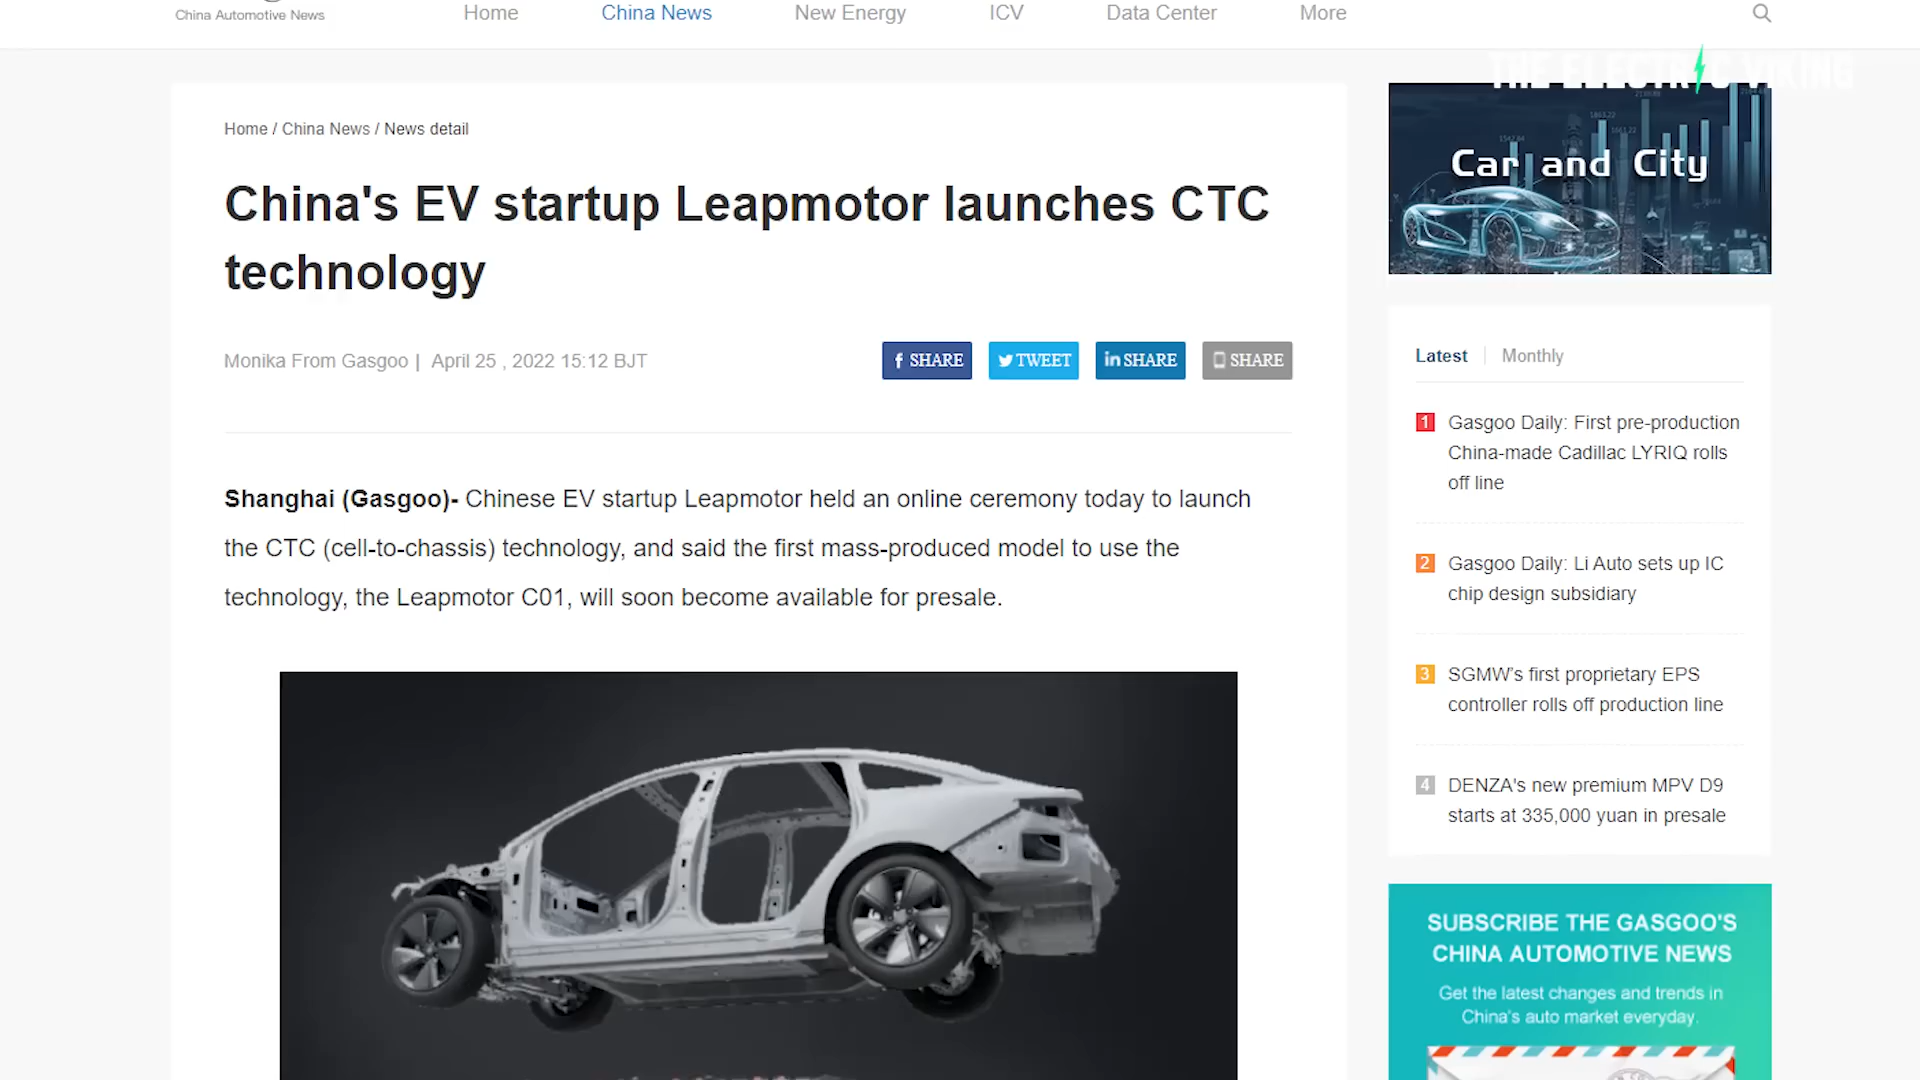 China Automotive News
Home
China News
New Energy
ICV
Data Center
More
THE ELECTRIC VIKING
Home / China News / News detail
China's EV startup Leapmotor launches CTC
technology
Monika From Gasgoo | April 25 , 2022 15:12 BJT
SHARE
TWEET
SHARE
SHARE
Shanghai (Gasgoo)- Chinese EV startup Leapmotor held an online ceremony today to launch
the CTC (cell-to-chassis) technology, and said the first mass-produced model to use the
technology, the Leapmotor C01, will soon become available for presale.
Car and City
Latest
Monthly
1 Gasgoo Daily: First pre-production
China-made Cadillac LYRIQ rolls
off line
2 Gasgoo Daily: Li Auto sets up IC
chip design subsidiary
3 SGMW's first proprietary EPS
controller rolls off production line
4 DENZA's new premium MPV D9
starts at 335,000 yuan in presale
SUBSCRIBE THE GASGOO'S
CHINA AUTOMOTIVE NEWS
Get the latest changes and trends in
China's auto market everyday.